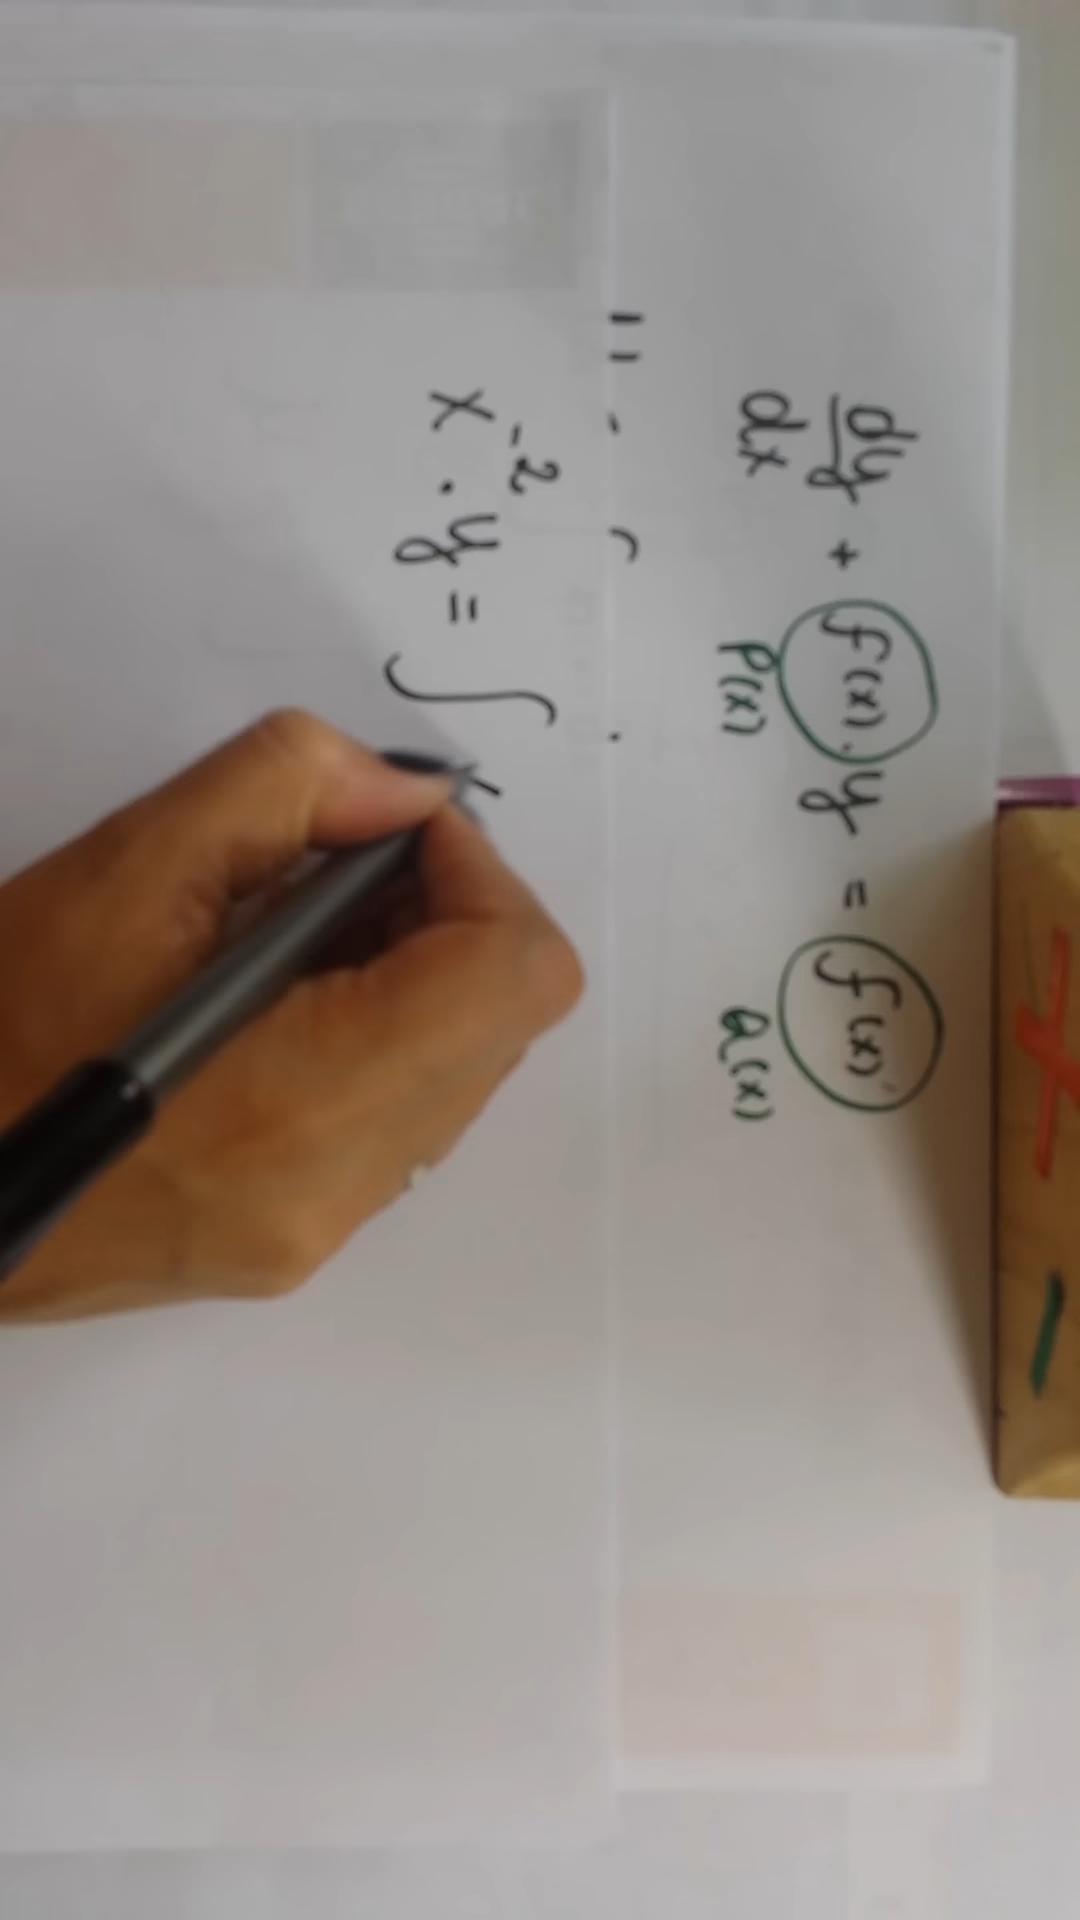 dy/dx + f(x).y = f(x)
P(x) Q(x)
x⁻² . y = ∫